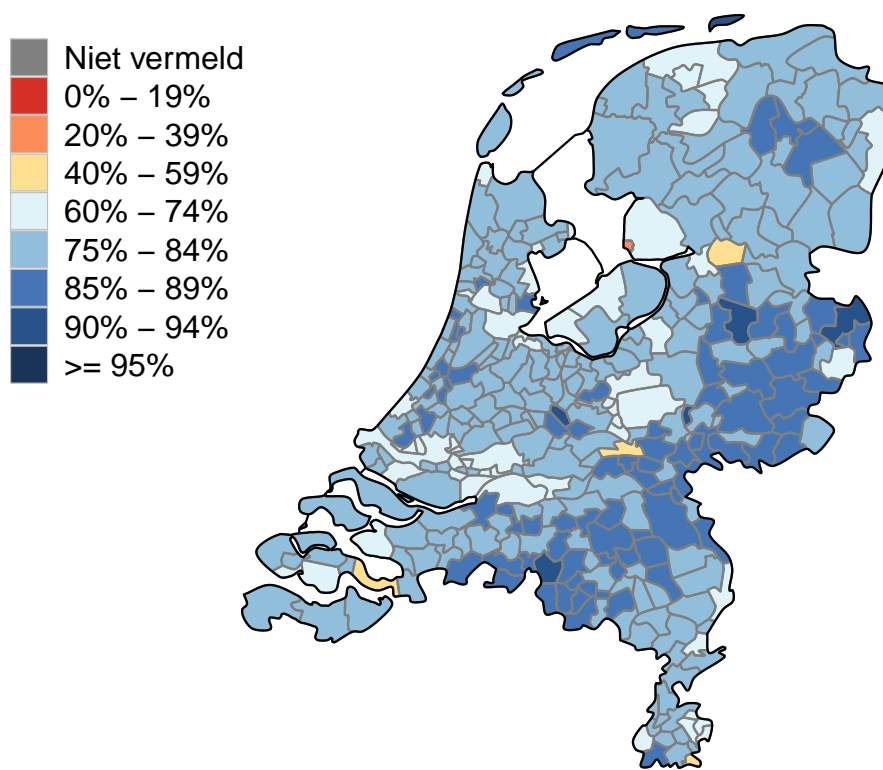 Niet vermeld
0% – 19%
20% – 39%
40% – 59%
60% – 74%
75% – 84%
85% – 89%
90% – 94%
>= 95%